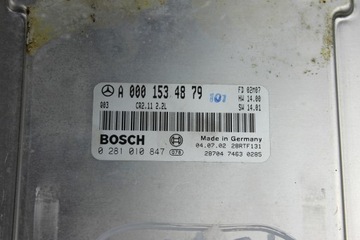 A 000 153 48 79
FD 02M07
003
CR2.11 2.2L
HW 14.00
SW 14.01
BOSCH
Made in Germany
0 281 010 847
04.07.02 28RTF131
28704 7463 0285